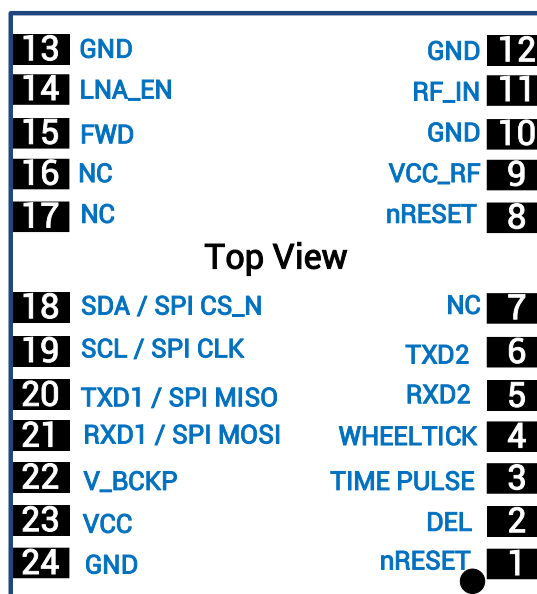 13 GND GND 12
14 LNA_EN RF_IN 11
15 FWD GND 10
16 NC VCC_RF 9
17 NC nRESET 8
Top View
18 SDA / SPI CS_N NC 7
19 SCL / SPI CLK TXD2 6
20 TXD1 / SPI MISO RXD2 5
21 RXD1 / SPI MOSI WHEELTICK 4
22 V_BCKP TIME PULSE 3
23 VCC DEL 2
24 GND nRESET 1